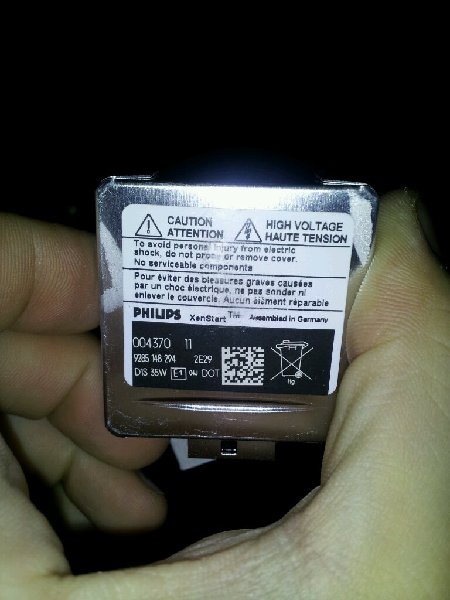 CAUTION
ATTENTION
HIGH VOLTAGE
HAUTE TENSION
To avoid personal injury from electric
shock, do not probe or remove cover.
No serviceable components
Pour éviter des blessures graves causées
par un choc électrique, ne pas sonder ni
enlever le couvercle. Aucun élément réparable
PHILIPS XenStart™ Assembled in Germany
004370 11
9285 148 294 2E29
D1S 35W E1 DOT
Hg